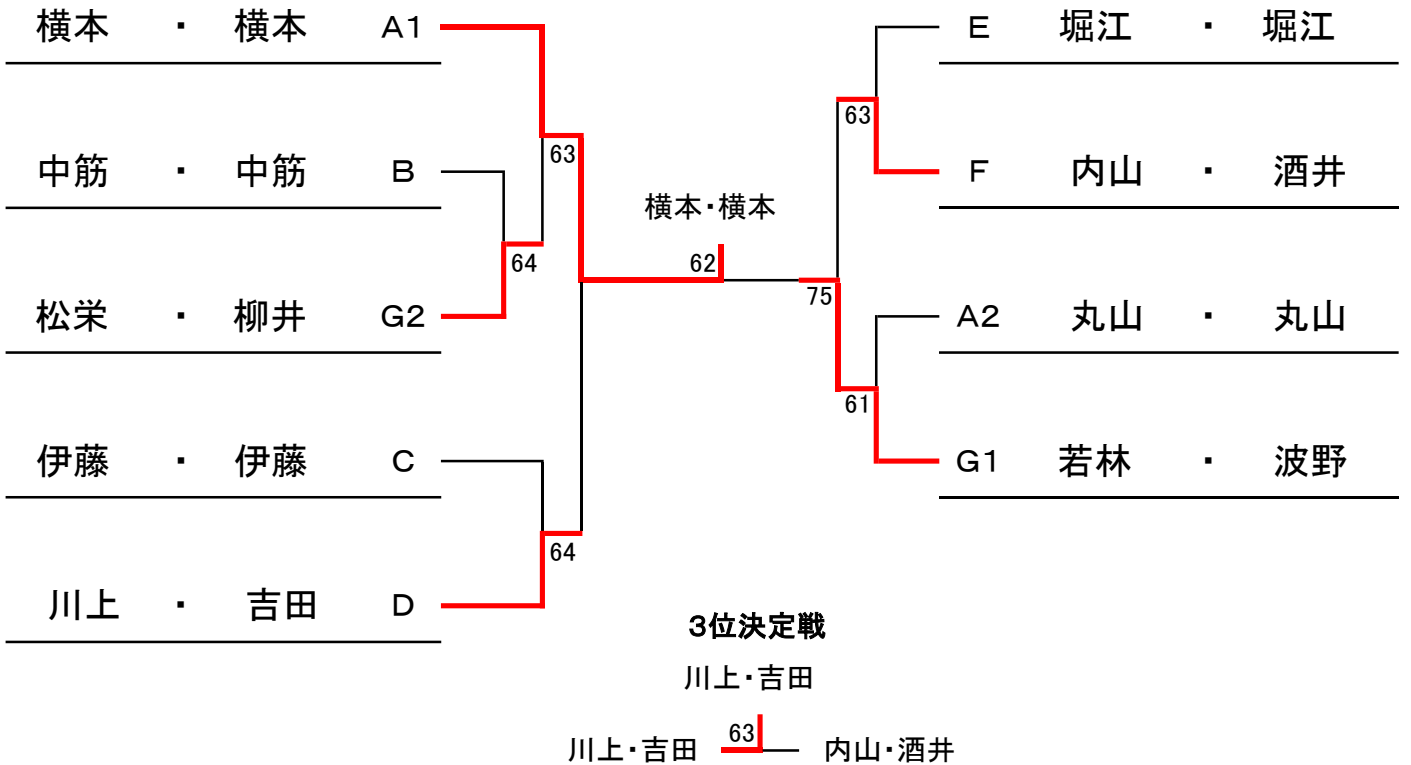 横本 ・ 横本 A1
中筋 ・ 中筋 B
松栄 ・ 柳井 G2
伊藤 ・ 伊藤 C
川上 ・ 吉田 D
63
64
64
横本・横本
62
75
63
61
E 堀江 ・ 堀江
F 内山 ・ 酒井
A2 丸山 ・ 丸山
G1 若林 ・ 波野
3位決定戦
川上・吉田
川上・吉田 63 内山・酒井